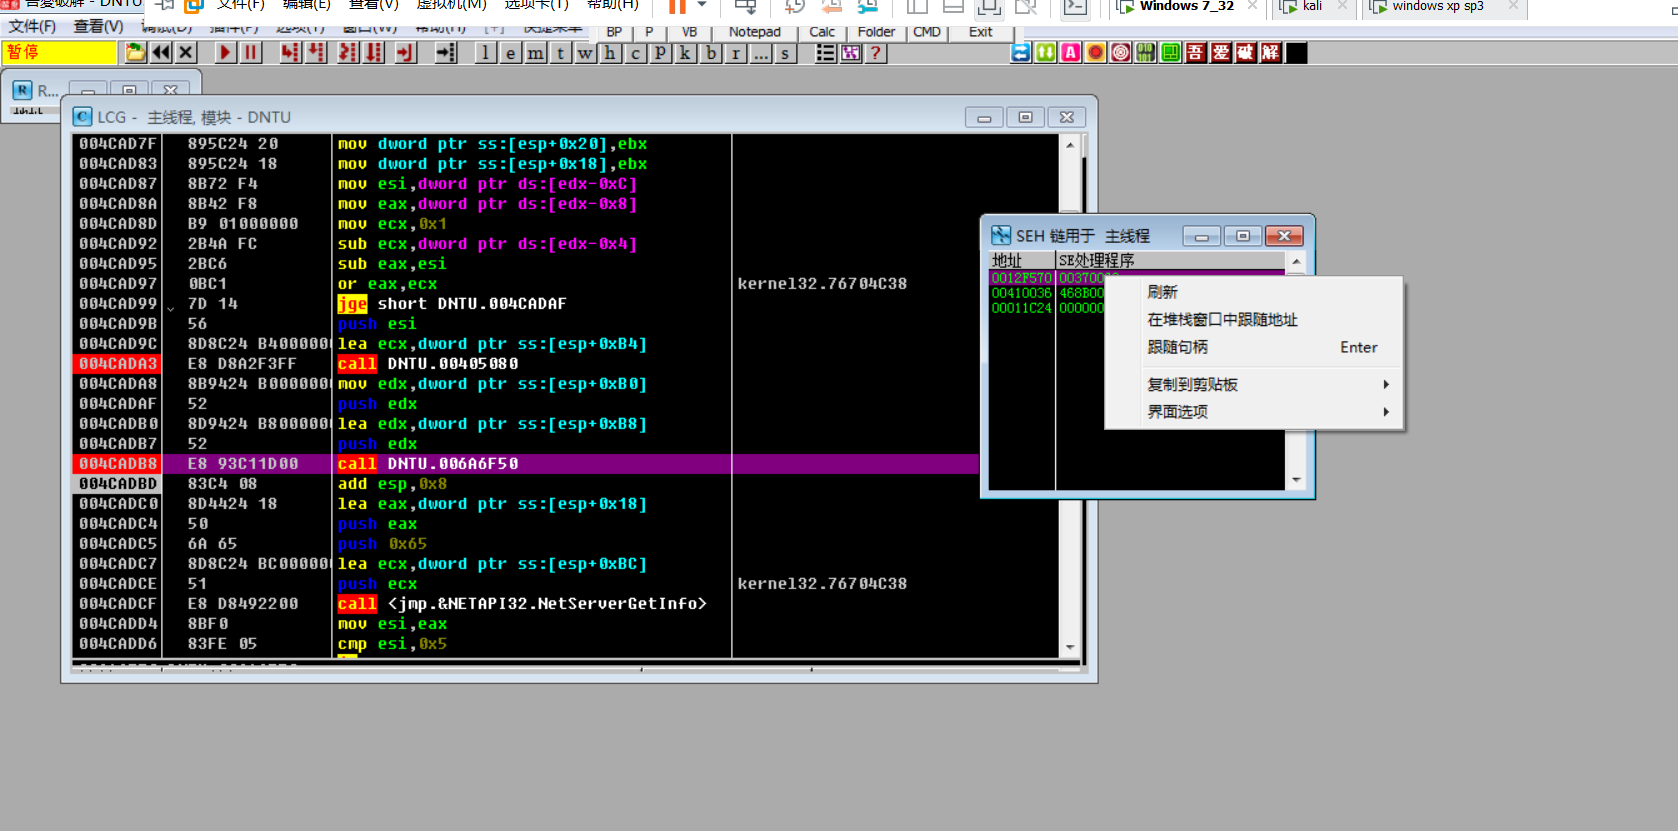 吾爱破解 - DNTU 文件(F) 编辑(E) 查看(V) 虚拟机(M) 选项卡(T) 帮助(H) Windows 7_32 kali windows xp sp3
文件(F) 查看(V) 调试(D) 插件(P) 选项(T) 窗口(W) 帮助(H) [+] 快捷菜单 BP P VB Notepad Calc Folder CMD Exit
暂停 l e m t w h c p k b r ... s ? A 吾 爱 破 解
R...
LCG - 主线程, 模块 - DNTU
004CAD7F 895C24 20 mov dword ptr ss:[esp+0x20],ebx
004CAD83 895C24 18 mov dword ptr ss:[esp+0x18],ebx
004CAD87 8B72 F4 mov esi,dword ptr ds:[edx-0xC]
004CAD8A 8B42 F8 mov eax,dword ptr ds:[edx-0x8]
004CAD8D B9 01000000 mov ecx,0x1
004CAD92 2B4A FC sub ecx,dword ptr ds:[edx-0x4]
004CAD95 2BC6 sub eax,esi
004CAD97 0BC1 or eax,ecx kernel32.76704C38
004CAD99 7D 14 jge short DNTU.004CADAF
004CAD9B 56 push esi
004CAD9C 8D8C24 B4000000 lea ecx,dword ptr ss:[esp+0xB4]
004CADA3 E8 D8A2F3FF call DNTU.00405080
004CADA8 8B9424 B0000000 mov edx,dword ptr ss:[esp+0xB0]
004CADAF 52 push edx
004CADB0 8D9424 B8000000 lea edx,dword ptr ss:[esp+0xB8]
004CADB7 52 push edx
004CADB8 E8 93C11D00 call DNTU.006A6F50
004CADBD 83C4 08 add esp,0x8
004CADC0 8D4424 18 lea eax,dword ptr ss:[esp+0x18]
004CADC4 50 push eax
004CADC5 6A 65 push 0x65
004CADC7 8D8C24 BC000000 lea ecx,dword ptr ss:[esp+0xBC]
004CADCE 51 push ecx kernel32.76704C38
004CADCF E8 D8492200 call <jmp.&NETAPI32.NetServerGetInfo>
004CADD4 8BF0 mov esi,eax
004CADD6 83FE 05 cmp esi,0x5
SEH 链用于 主线程
地址 SE处理程序
0012F570 003700
00410036 468B00
00011C24 000000
刷新
在堆栈窗口中跟随地址
跟随句柄 Enter
复制到剪贴板
界面选项